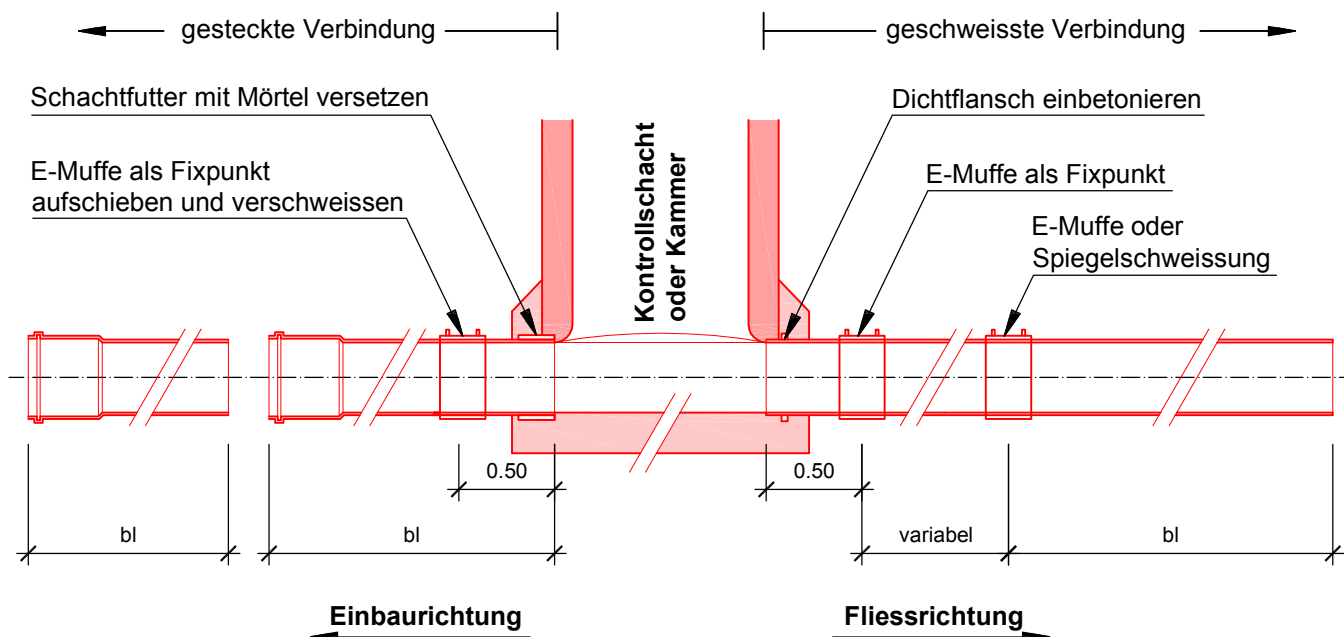 gesteckte Verbindung
geschweisste Verbindung
Schachtfutter mit Mörtel versetzen
Dichtflansch einbetonieren
E-Muffe als Fixpunkt
aufschieben und verschweissen
Kontrollschacht
oder Kammer
E-Muffe als Fixpunkt
E-Muffe oder
Spiegelschweissung
0.50
0.50
bl
bl
variabel
bl
Einbaurichtung
Fliessrichtung